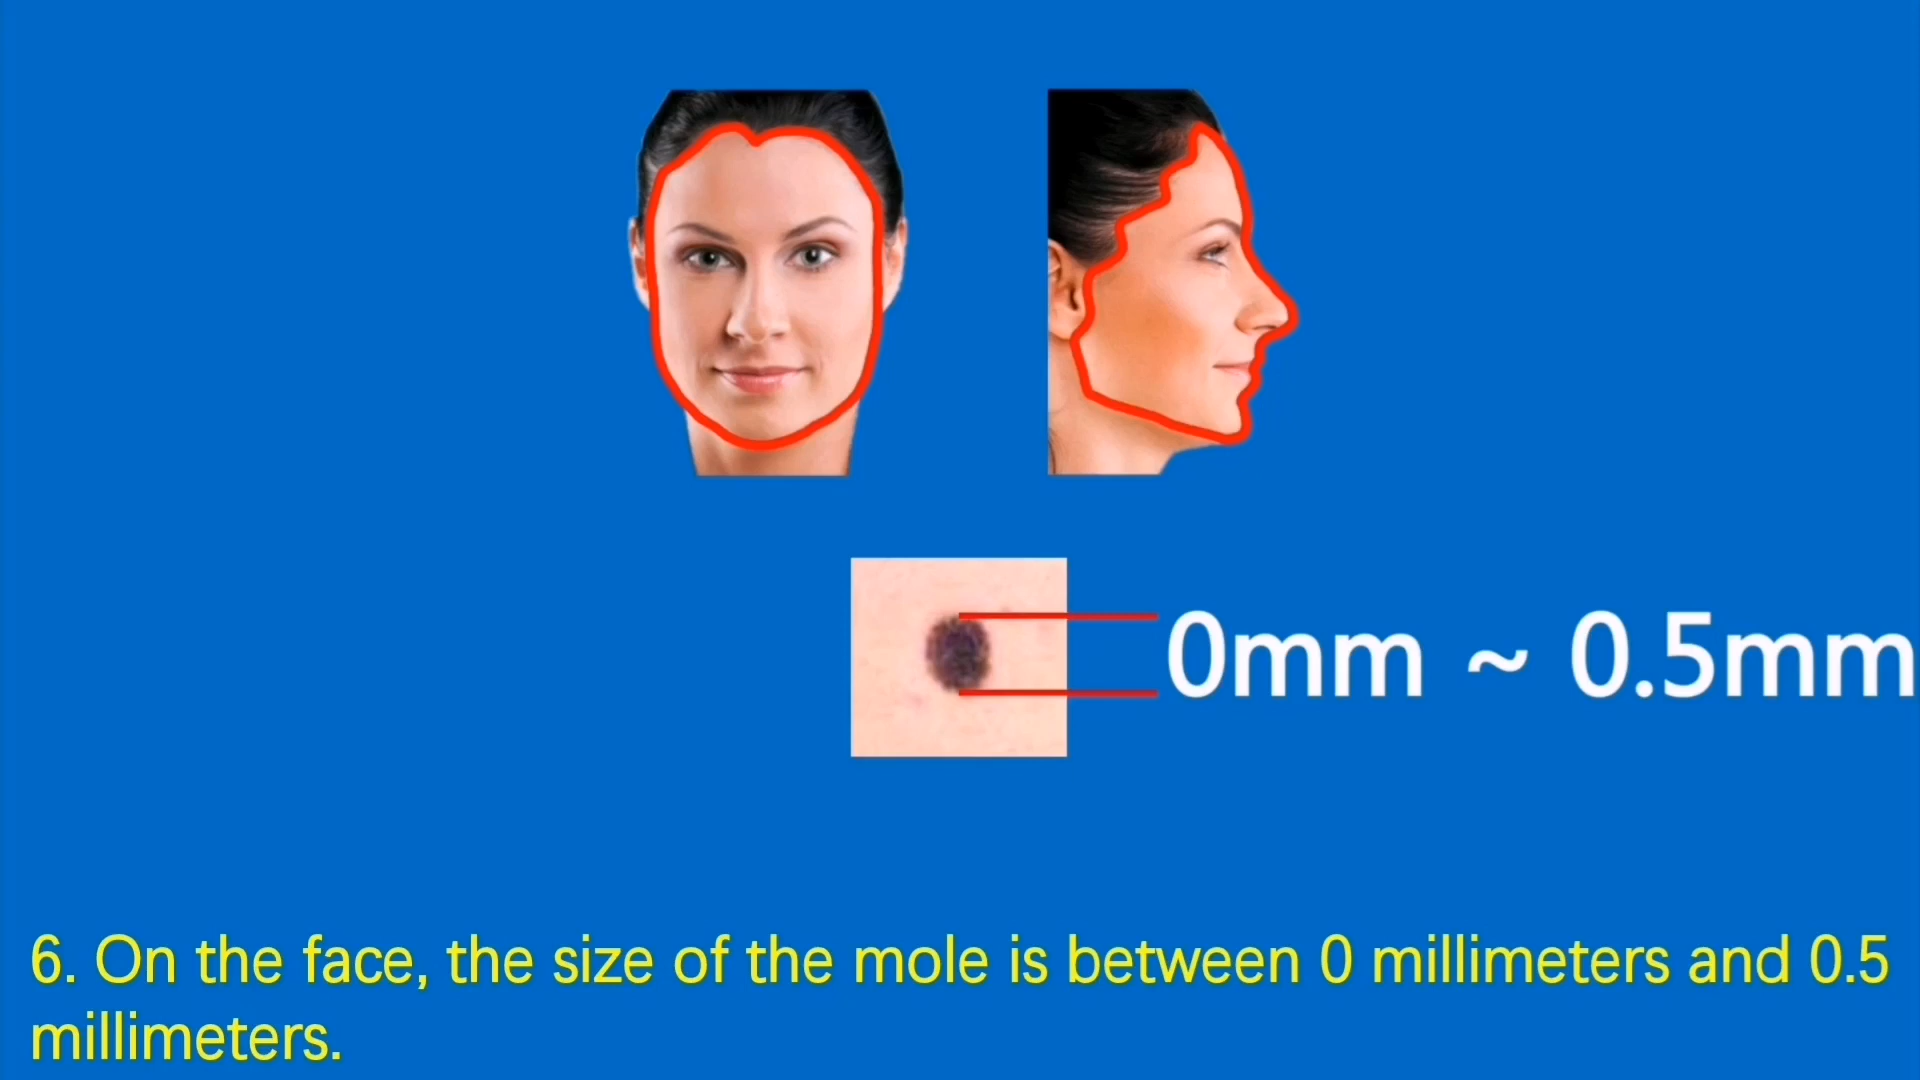 0mm ~ 0.5mm
6. On the face, the size of the mole is between 0 millimeters and 0.5
millimeters.